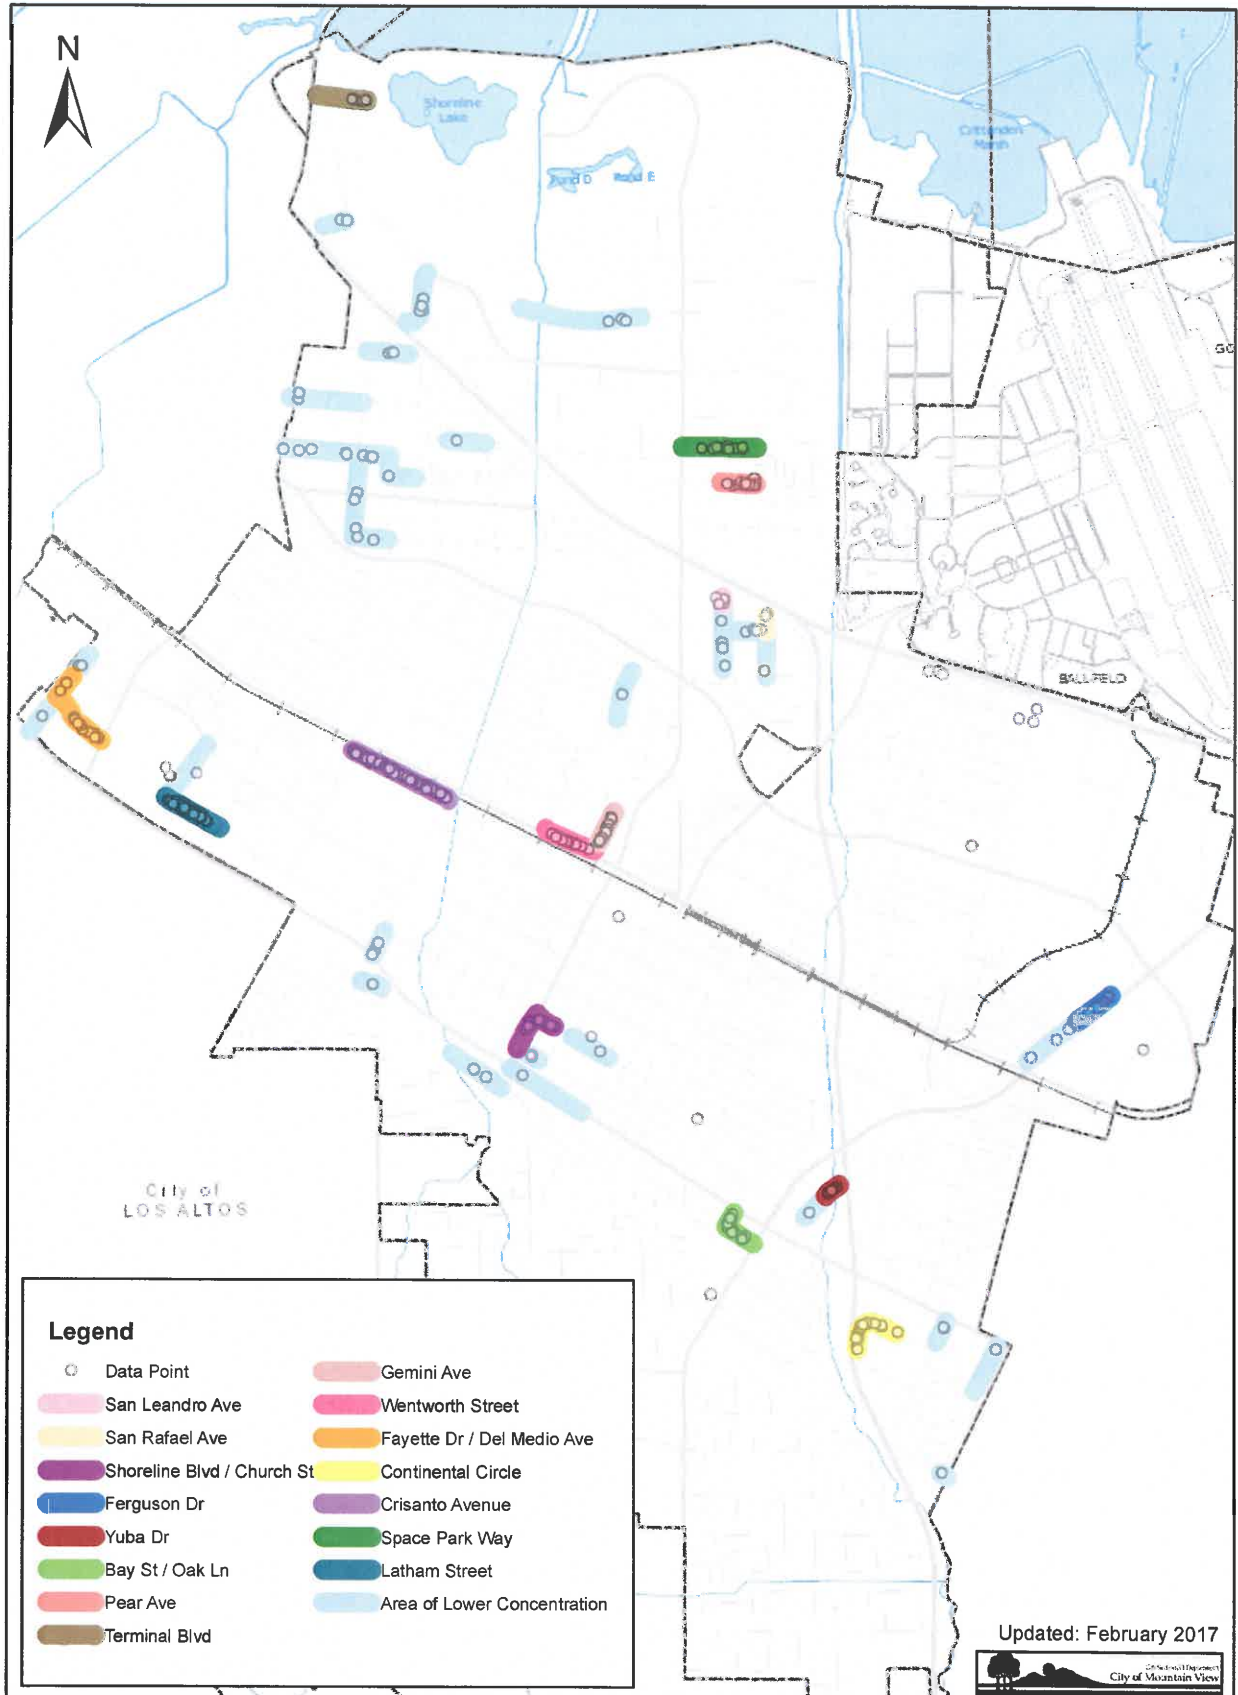 N
Shoreline
Lake
Crittenden
Marsh
Pond D
Pond E
GO
BALLFIELD
City of
LOS ALTOS
Legend
Data Point
San Leandro Ave
San Rafael Ave
Shoreline Blvd / Church St
Ferguson Dr
Yuba Dr
Bay St / Oak Ln
Pear Ave
Terminal Blvd
Gemini Ave
Wentworth Street
Fayette Dr / Del Medio Ave
Continental Circle
Crisanto Avenue
Space Park Way
Latham Street
Area of Lower Concentration
Updated: February 2017
City of Mountain View